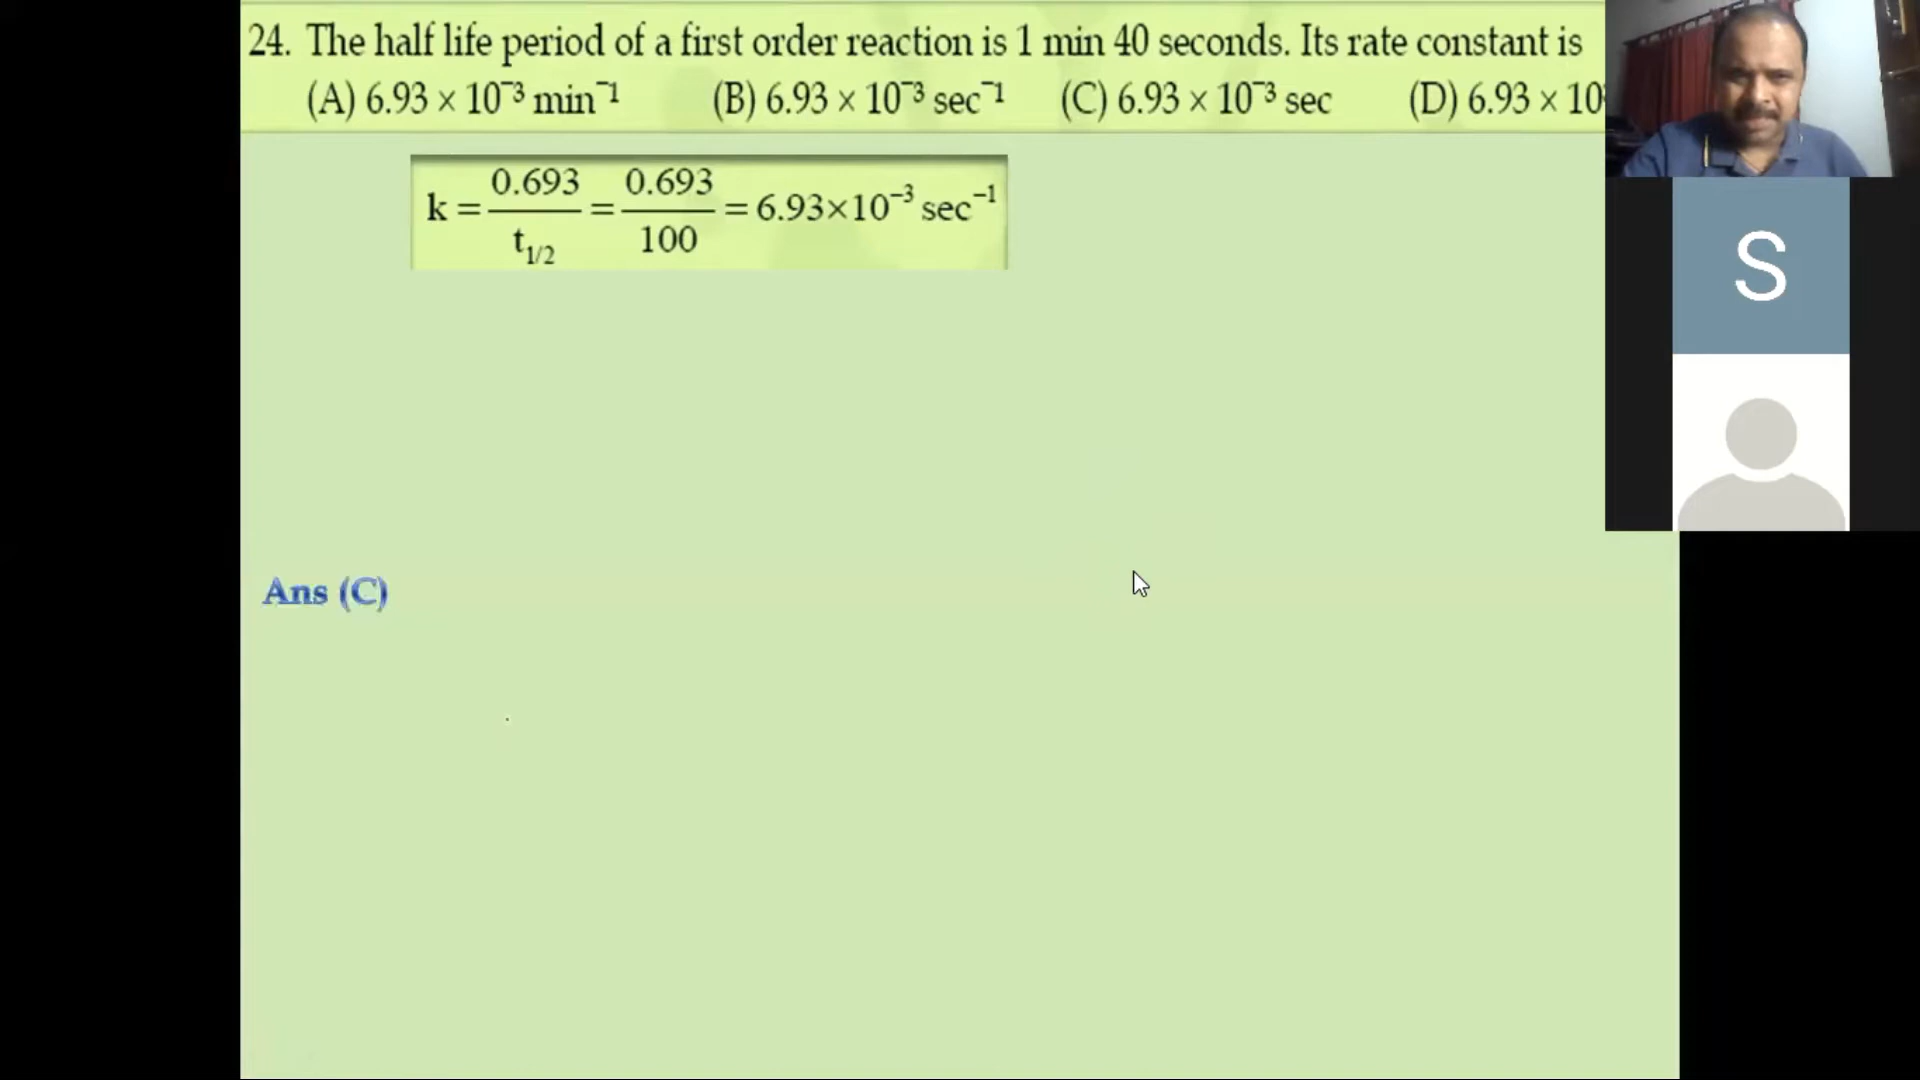 24. The half life period of a first order reaction is 1 min 40 seconds. Its rate constant is
(A) 6.93 × 10⁻³ min⁻¹ (B) 6.93 × 10⁻³ sec⁻¹ (C) 6.93 × 10⁻³ sec (D) 6.93 × 10
k = 0.693/t₁/₂ = 0.693/100 = 6.93×10⁻³ sec⁻¹
S
Ans (C)